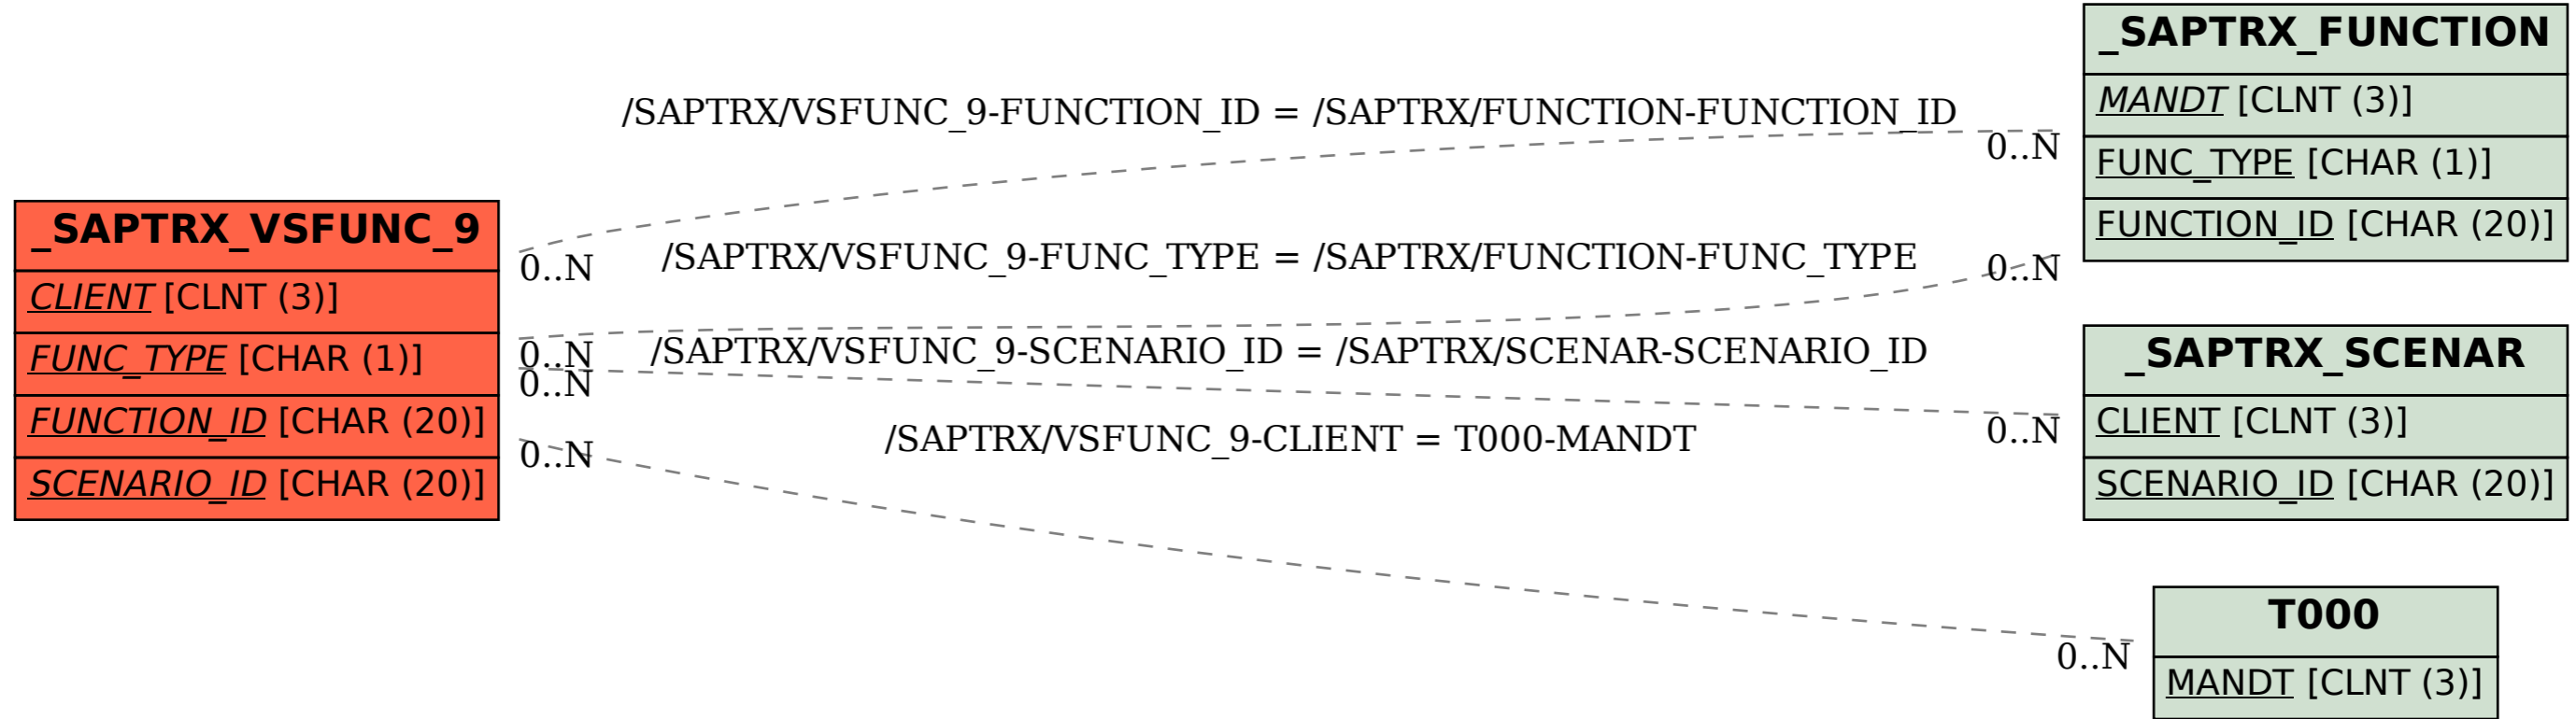 _SAPTRX_VSFUNC_9
CLIENT [CLNT (3)]
FUNC_TYPE [CHAR (1)]
FUNCTION_ID [CHAR (20)]
SCENARIO_ID [CHAR (20)]
/SAPTRX/VSFUNC_9-FUNCTION_ID = /SAPTRX/FUNCTION-FUNCTION_ID
0..N
0..N
/SAPTRX/VSFUNC_9-FUNC_TYPE = /SAPTRX/FUNCTION-FUNC_TYPE
0..N
0..N
/SAPTRX/VSFUNC_9-SCENARIO_ID = /SAPTRX/SCENAR-SCENARIO_ID
0..N
0..N
/SAPTRX/VSFUNC_9-CLIENT = T000-MANDT
0..N
0..N
_SAPTRX_FUNCTION
MANDT [CLNT (3)]
FUNC_TYPE [CHAR (1)]
FUNCTION_ID [CHAR (20)]
_SAPTRX_SCENAR
CLIENT [CLNT (3)]
SCENARIO_ID [CHAR (20)]
T000
MANDT [CLNT (3)]